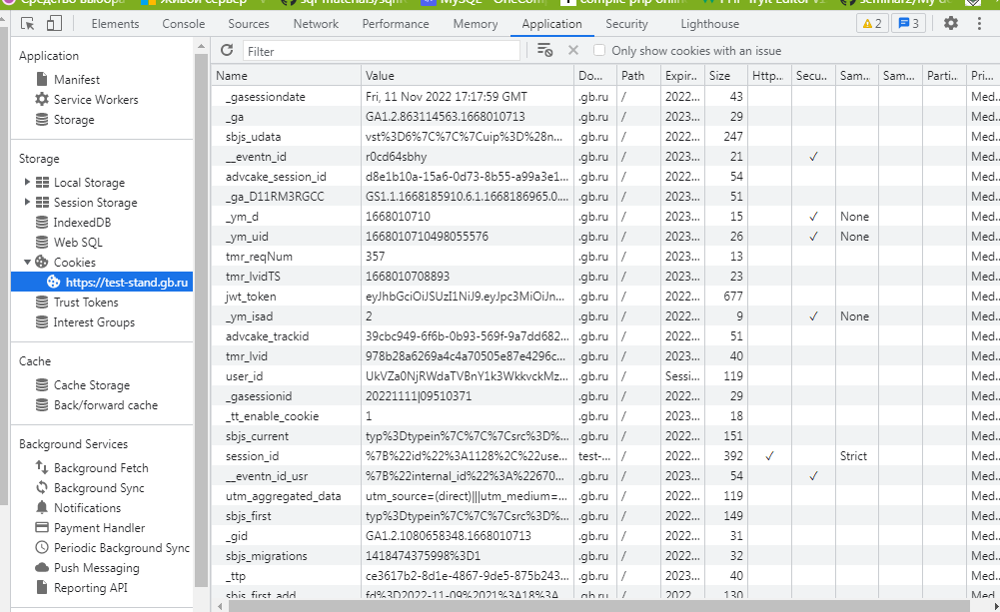 Средство выбора Живой сервер sql materials/sqlit MySQL - OneComp compile php online PHP Tryit Editor v1 seminar2/My d
Elements Console Sources Network Performance Memory Application Security Lighthouse 2 3
Application
Manifest
Service Workers
Storage
Storage
Local Storage
Session Storage
IndexedDB
Web SQL
Cookies
https://test-stand.gb.ru
Trust Tokens
Interest Groups
Cache
Cache Storage
Back/forward cache
Background Services
Background Fetch
Background Sync
Notifications
Payment Handler
Periodic Background Sync
Push Messaging
Reporting API
Filter Only show cookies with an issue
Name Value Do... Path Expir... Size Http... Secu... Sam... Sam... Parti... Pri...
_gasessiondate Fri, 11 Nov 2022 17:17:59 GMT .gb.ru / 2022... 43 Med...
_ga GA1.2.863114563.1668010713 .gb.ru / 2023... 29 Med...
sbjs_udata vst%3D6%7C%7C%7Cuip%3D%28n... .gb.ru / 2022... 247 Med...
__eventn_id r0cd64sbhy .gb.ru / 2023... 21 ✓ Med...
advcake_session_id d8e1b10a-15a6-0d73-8b55-a99a3e1... .gb.ru / 2022... 54 Med...
_ga_D11RM3RGCC GS1.1.1668185910.6.1.1668186965.0.... .gb.ru / 2023... 51 Med...
_ym_d 1668010710 .gb.ru / 2023... 15 ✓ None Med...
_ym_uid 1668010710498055576 .gb.ru / 2023... 26 ✓ None Med...
tmr_reqNum 357 .gb.ru / 2023... 13 Med...
tmr_lvidTS 1668010708893 .gb.ru / 2023... 23 Med...
jwt_token eyJhbGciOiJSUzI1NiJ9.eyJpc3MiOiJn... .gb.ru / 2022... 677 Med...
_ym_isad 2 .gb.ru / 2022... 9 ✓ None Med...
advcake_trackid 39cbc949-6f6b-0b93-569f-9a7dd682... .gb.ru / 2022... 51 Med...
tmr_lvid 978b28a6269a4c4a70505e87e4296c... .gb.ru / 2023... 40 Med...
user_id UkVZa0NjRWdaTVBnY1k3WkkvckMz... .gb.ru / Sessi... 119 Med...
_gasessionid 20221111|09510371 .gb.ru / 2022... 29 Med...
_tt_enable_cookie 1 .gb.ru / 2023... 18 Med...
sbjs_current typ%3Dtypein%7C%7C%7Csrc%3D%... .gb.ru / 2022... 151 Med...
session_id %7B%22id%22%3A1128%2C%22use... test-... / 2022... 392 ✓ Strict Med...
__eventn_id_usr %7B%22internal_id%22%3A%22670... .gb.ru / 2023... 54 ✓ Med...
utm_aggregated_data utm_source=(direct)|||utm_medium=... .gb.ru / 2022... 119 Med...
sbjs_first typ%3Dtypein%7C%7C%7Csrc%3D%... .gb.ru / 2022... 149 Med...
_gid GA1.2.1080658348.1668010713 .gb.ru / 2022... 31 Med...
sbjs_migrations 1418474375998%3D1 .gb.ru / 2022... 32 Med...
_ttp ce3617b2-8d1e-4867-9de5-875b243... .gb.ru / 2023... 40 Med...
sbjs_first_add fd%3D2022-11-09%2021%3A18%3A... .gb.ru / 2022... 130 Med...